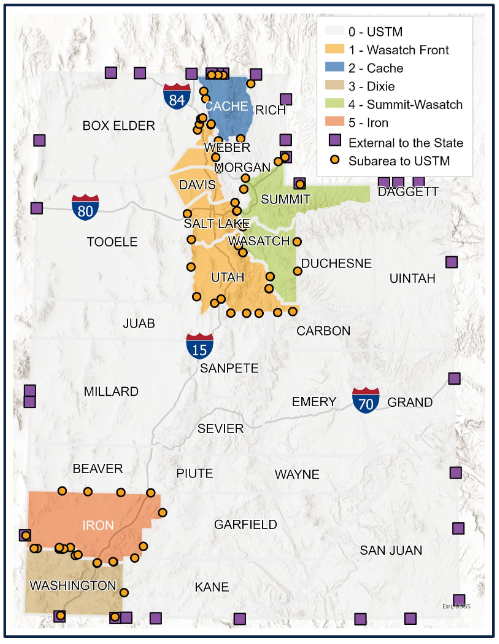 0 - USTM
1 - Wasatch Front
2 - Cache
3 - Dixie
4 - Summit-Wasatch
5 - Iron
External to the State
Subarea to USTM
84
CACHE
RICH
BOX ELDER
WEBER
MORGAN
DAVIS
SUMMIT
DAGGETT
80
SALT LAKE
TOOELE
WASATCH
DUCHESNE
UTAH
UINTAH
JUAB
CARBON
15
SANPETE
MILLARD
EMERY
70
GRAND
SEVIER
BEAVER
PIUTE
WAYNE
IRON
GARFIELD
SAN JUAN
WASHINGTON
KANE